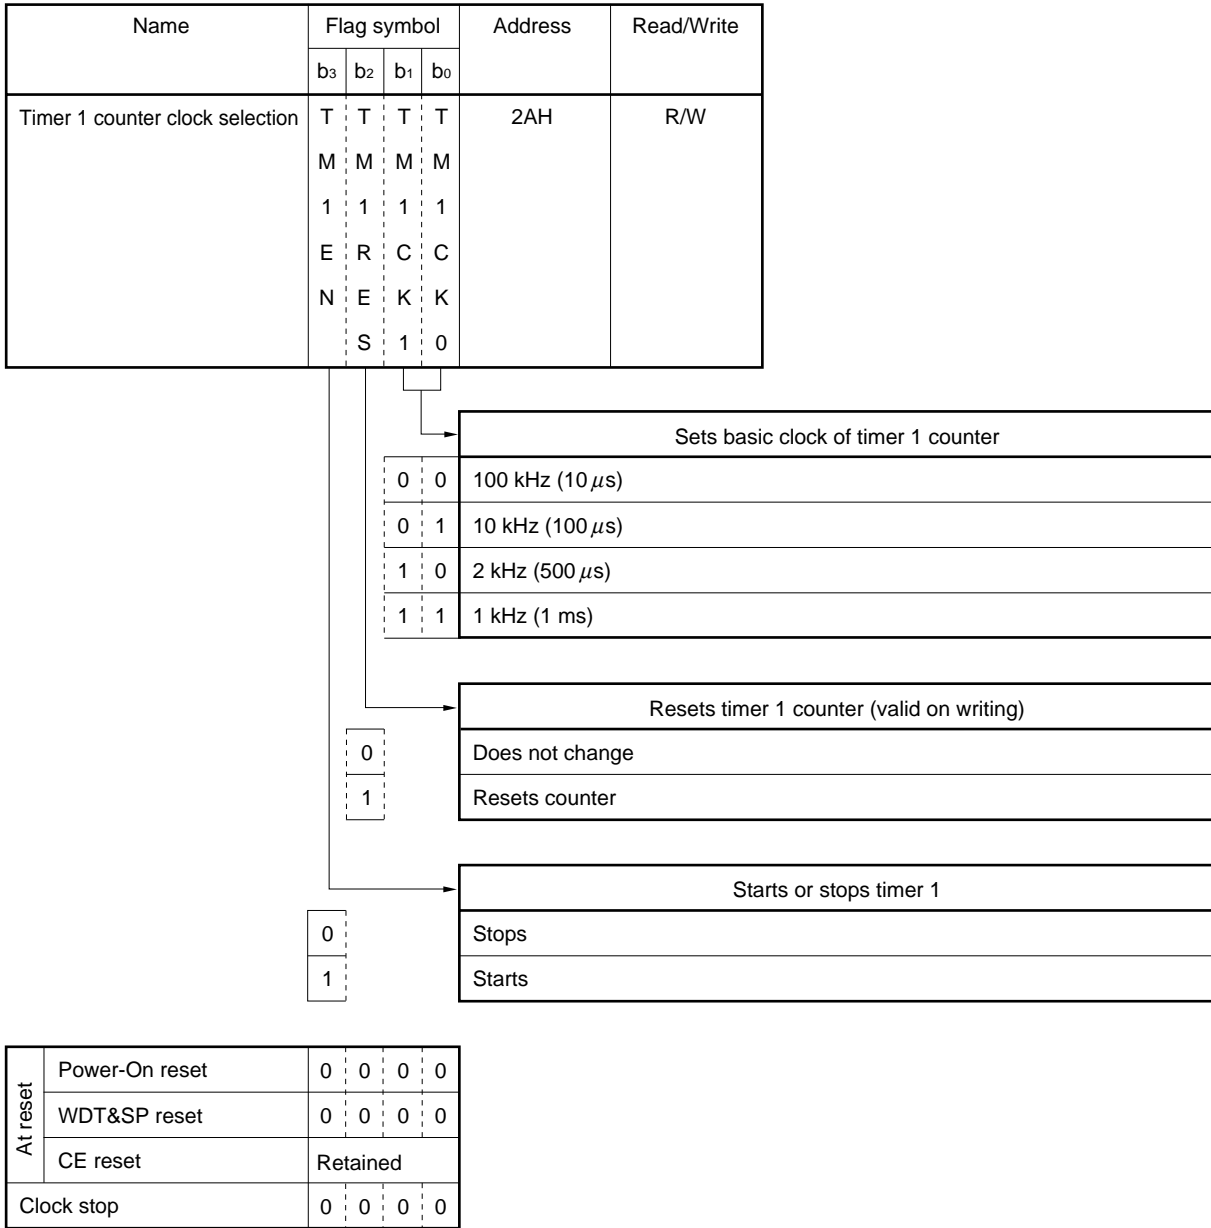 Name Flag symbol Address Read/Write
b3 b2 b1 b0
Timer 1 counter clock selection T T T T 2AH R/W
M M M M
1 1 1 1
E R C C
N E K K
S 1 0
Sets basic clock of timer 1 counter
0 0 100 kHz (10 μs)
0 1 10 kHz (100 μs)
1 0 2 kHz (500 μs)
1 1 1 kHz (1 ms)
Resets timer 1 counter (valid on writing)
0 Does not change
1 Resets counter
Starts or stops timer 1
0 Stops
1 Starts
At reset
Power-On reset 0 0 0 0
WDT&SP reset 0 0 0 0
CE reset Retained
Clock stop 0 0 0 0